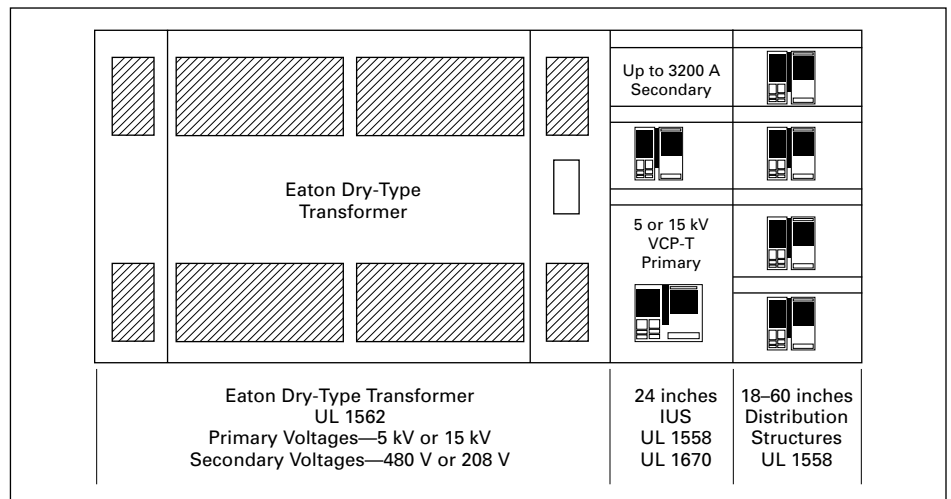 Up to 3200 A
Secondary
Eaton Dry-Type
Transformer
5 or 15 kV
VCP-T
Primary
Eaton Dry-Type Transformer
UL 1562
Primary Voltages—5 kV or 15 kV
Secondary Voltages—480 V or 208 V
24 inches
IUS
UL 1558
UL 1670
18–60 inches
Distribution
Structures
UL 1558